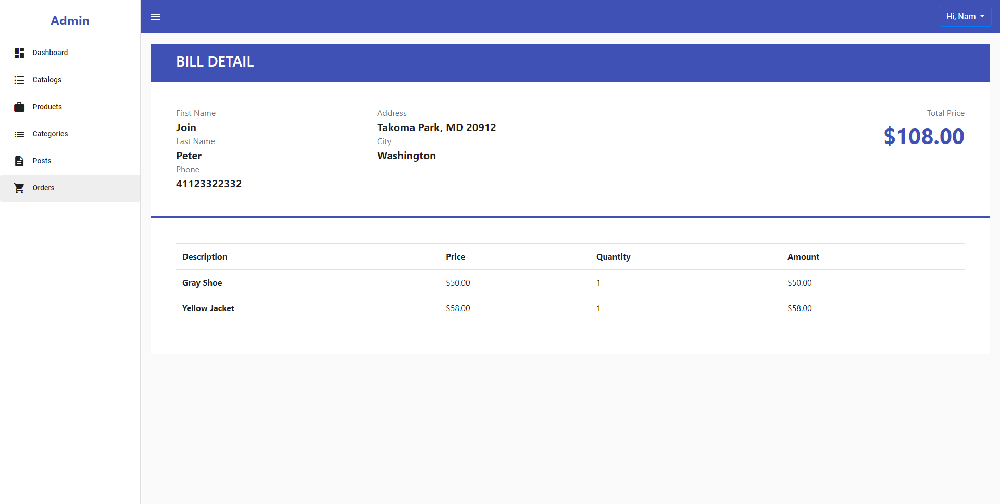 Admin
Dashboard
Catalogs
Products
Categories
Posts
Orders
Hi, Nam
BILL DETAIL
First Name
Join
Last Name
Peter
Phone
41123322332
Address
Takoma Park, MD 20912
City
Washington
Total Price
$108.00
Description Price Quantity Amount
Gray Shoe $50.00 1 $50.00
Yellow Jacket $58.00 1 $58.00